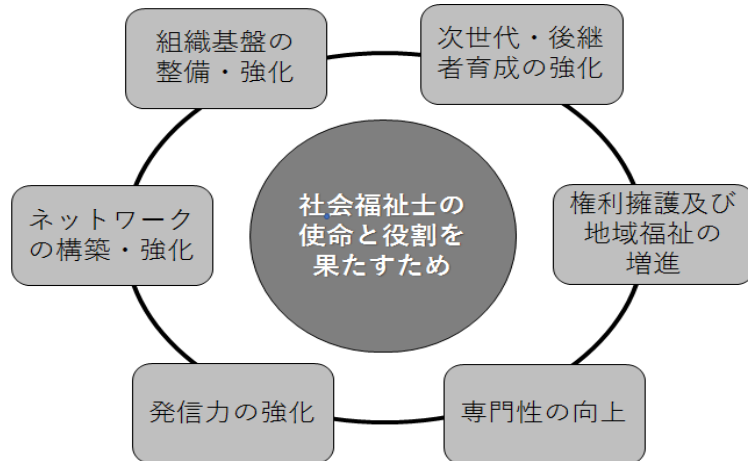 組織基盤の
整備・強化
次世代・後継
者育成の強化
ネットワーク
の構築・強化
社会福祉士の
使命と役割を
果たすため
権利擁護及び
地域福祉の
増進
発信力の強化
専門性の向上